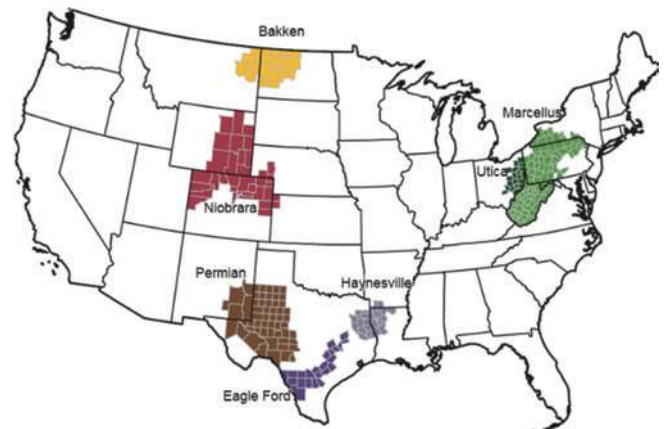 Bakken
Marcellus
Utica
Niobrara
Permian
Haynesville
Eagle Ford